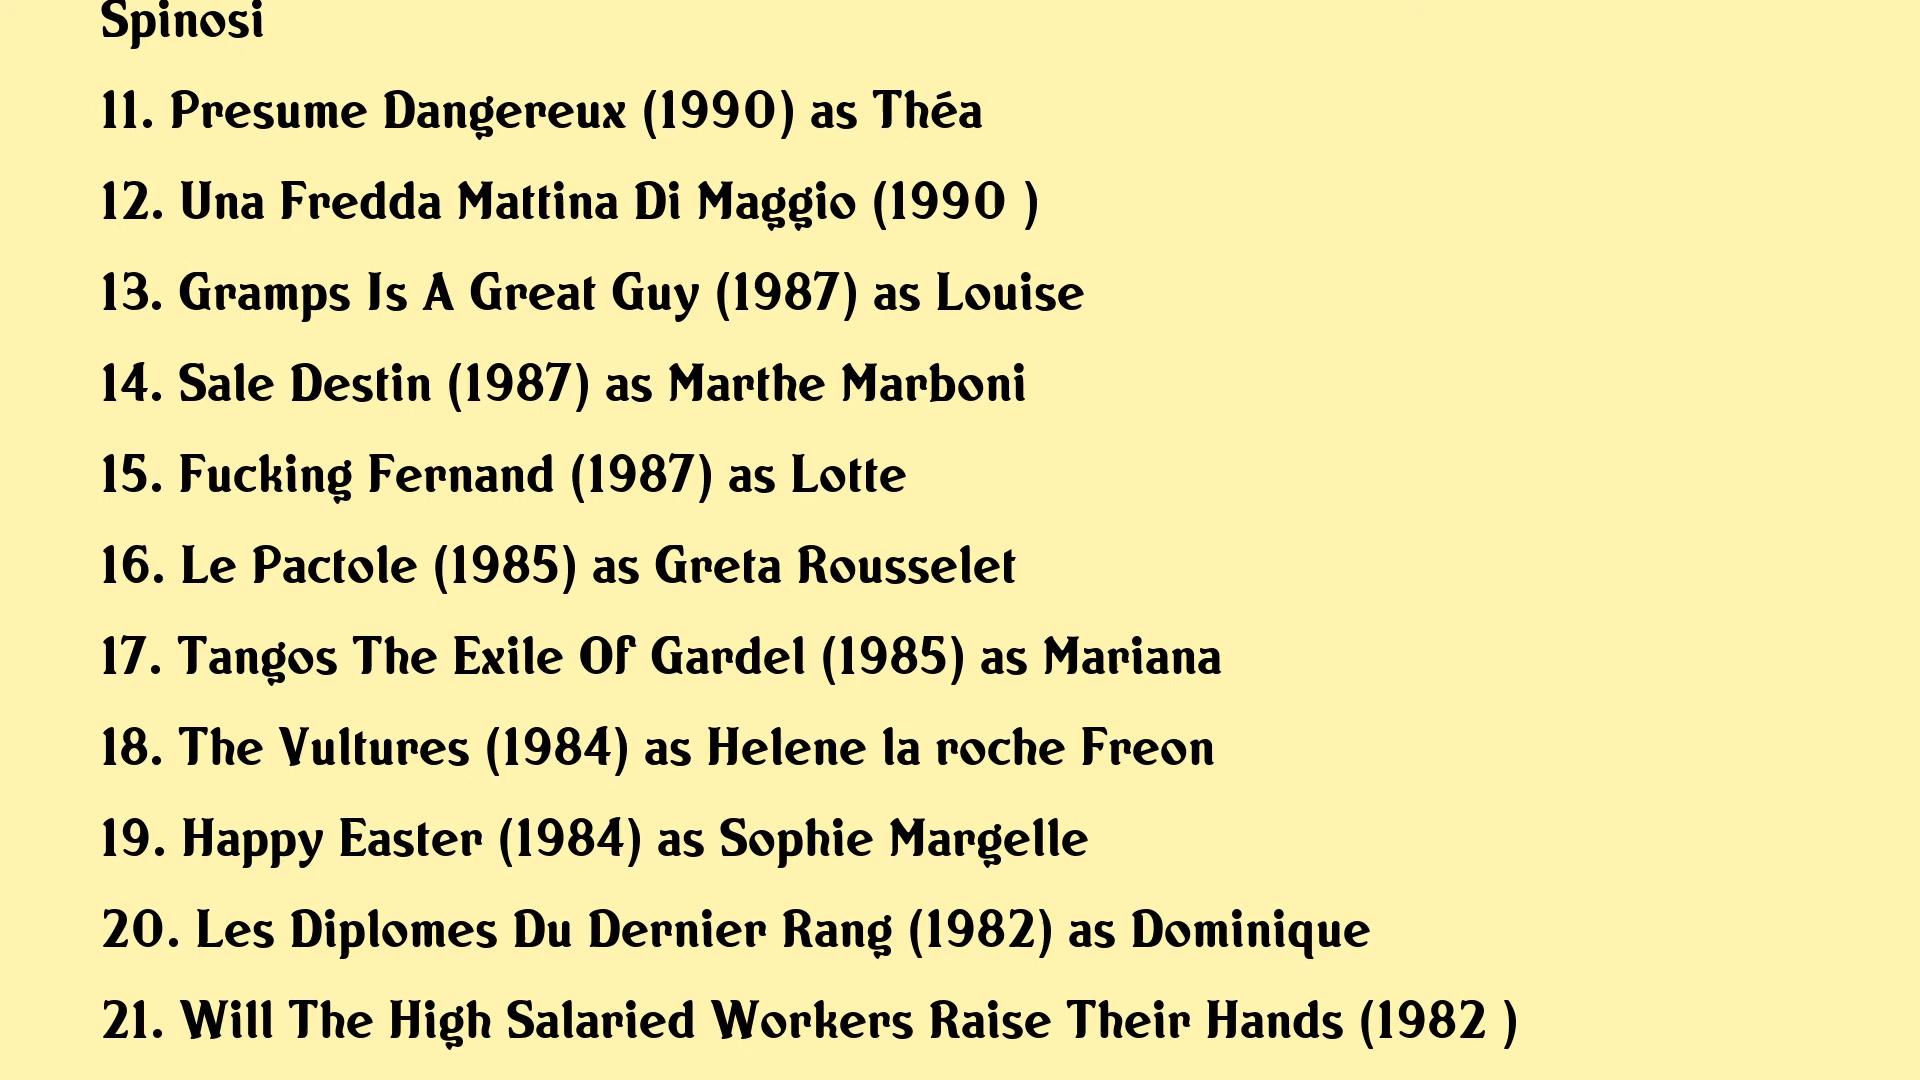 Spinosi
11. Presume Dangereux (1990) as Théa
12. Una Fredda Mattina Di Maggio (1990 )
13. Gramps Is A Great Guy (1987) as Louise
14. Sale Destin (1987) as Marthe Marboni
15. Fucking Fernand (1987) as Lotte
16. Le Pactole (1985) as Greta Rousselet
17. Tangos The Exile Of Gardel (1985) as Mariana
18. The Vultures (1984) as Helene la roche Freon
19. Happy Easter (1984) as Sophie Margelle
20. Les Diplomes Du Dernier Rang (1982) as Dominique
21. Will The High Salaried Workers Raise Their Hands (1982 )